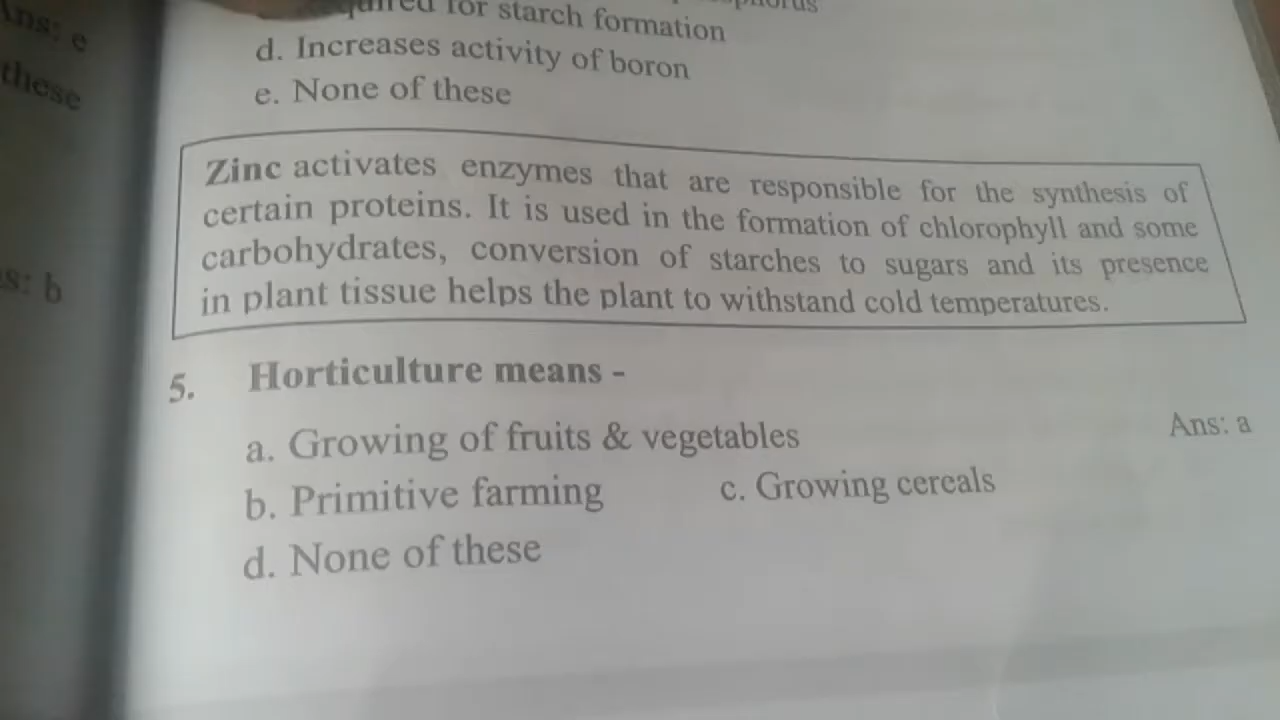 Ans: e
these
s: b
for starch formation
d. Increases activity of boron
e. None of these
Zinc activates enzymes that are responsible for the synthesis of
certain proteins. It is used in the formation of chlorophyll and some
carbohydrates, conversion of starches to sugars and its presence
in plant tissue helps the plant to withstand cold temperatures.
5. Horticulture means -
a. Growing of fruits & vegetables Ans: a
b. Primitive farming c. Growing cereals
d. None of these